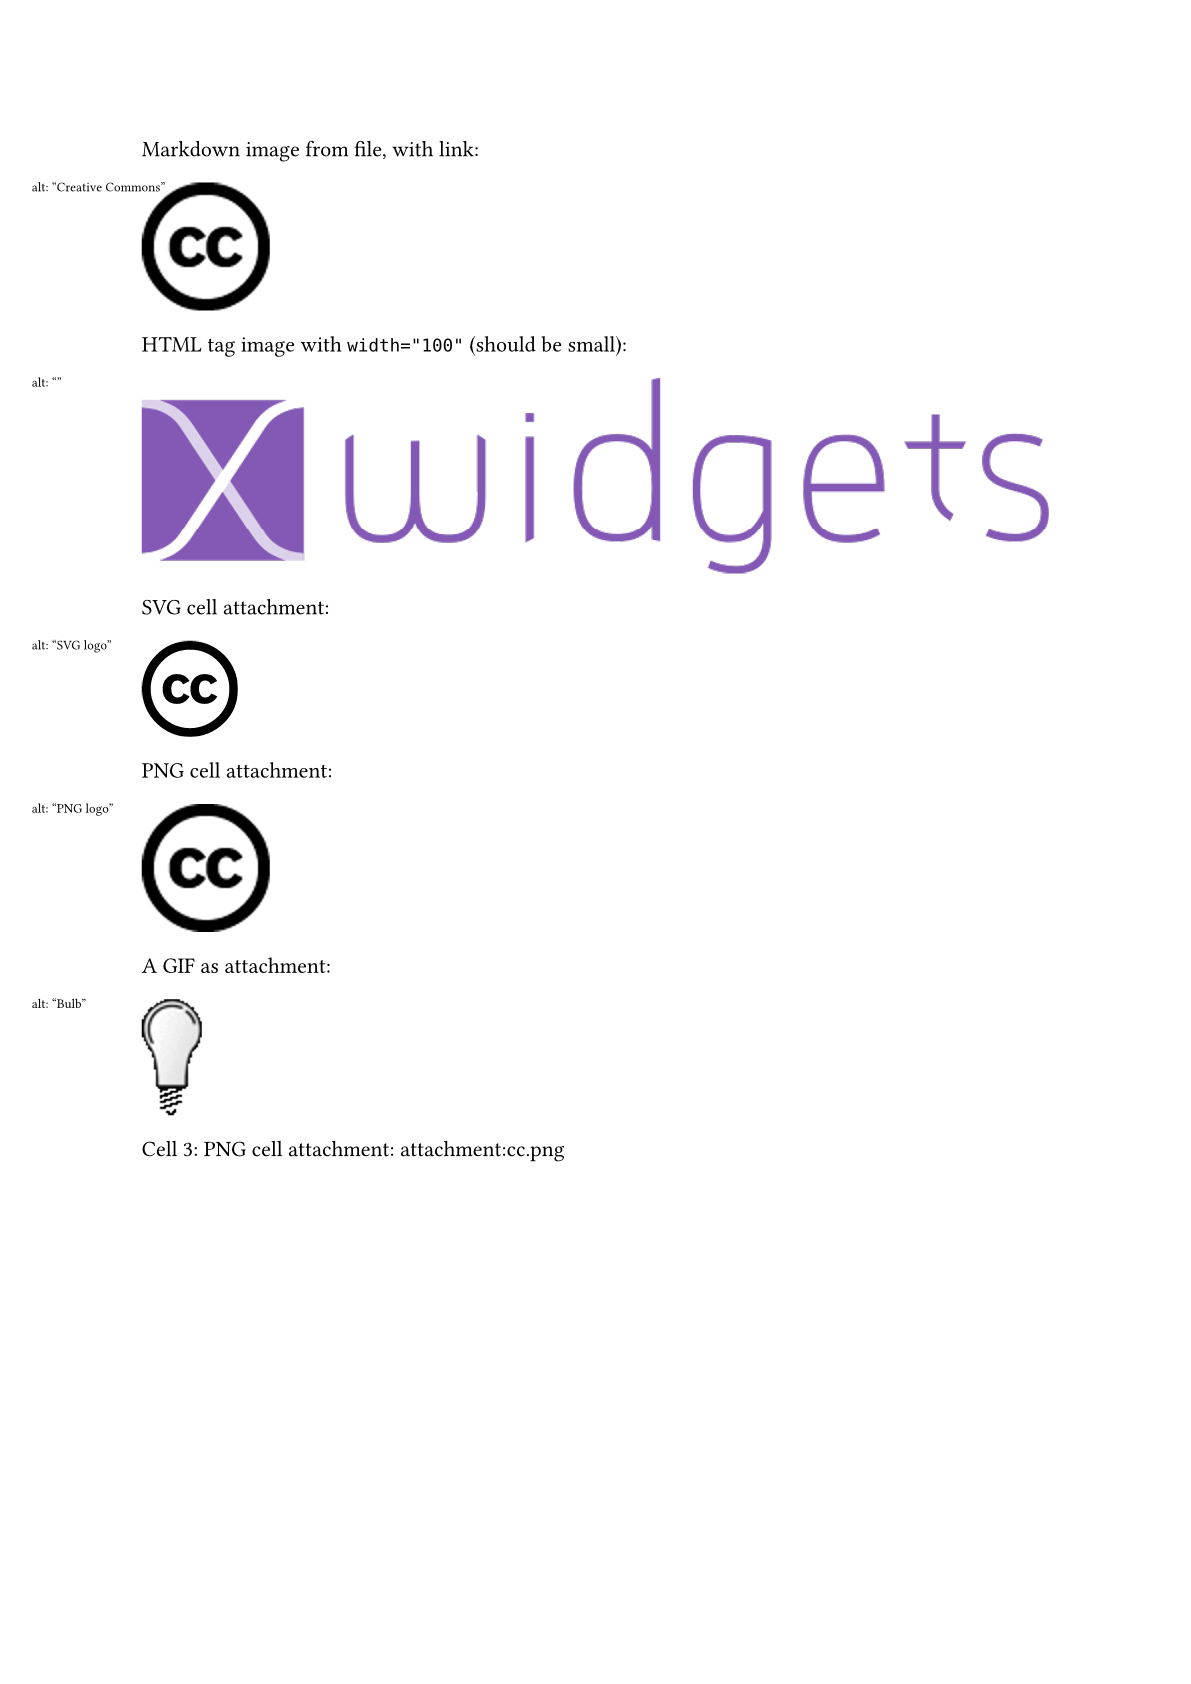 Markdown image from file, with link:
alt: “Creative Commons”
cc
HTML tag image with width="100" (should be small):
alt: “”
X widgets
SVG cell attachment:
alt: “SVG logo”
cc
PNG cell attachment:
alt: “PNG logo”
cc
A GIF as attachment:
alt: “Bulb”
Cell 3: PNG cell attachment: attachment:cc.png